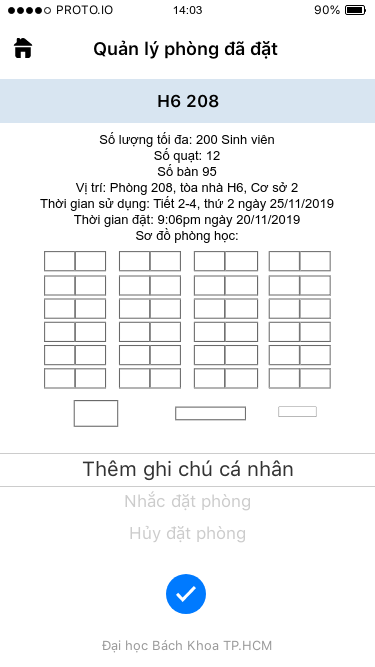 PROTO.IO 14:03 90%
Quản lý phòng đã đặt
H6 208
Số lượng tối đa: 200 Sinh viên
Số quạt: 12
Số bàn 95
Vị trí: Phòng 208, tòa nhà H6, Cơ sở 2
Thời gian sử dụng: Tiết 2-4, thứ 2 ngày 25/11/2019
Thời gian đặt: 9:06pm ngày 20/11/2019
Sơ đồ phòng học:
Thêm ghi chú cá nhân
Nhắc đặt phòng
Hủy đặt phòng
Đại học Bách Khoa TP.HCM